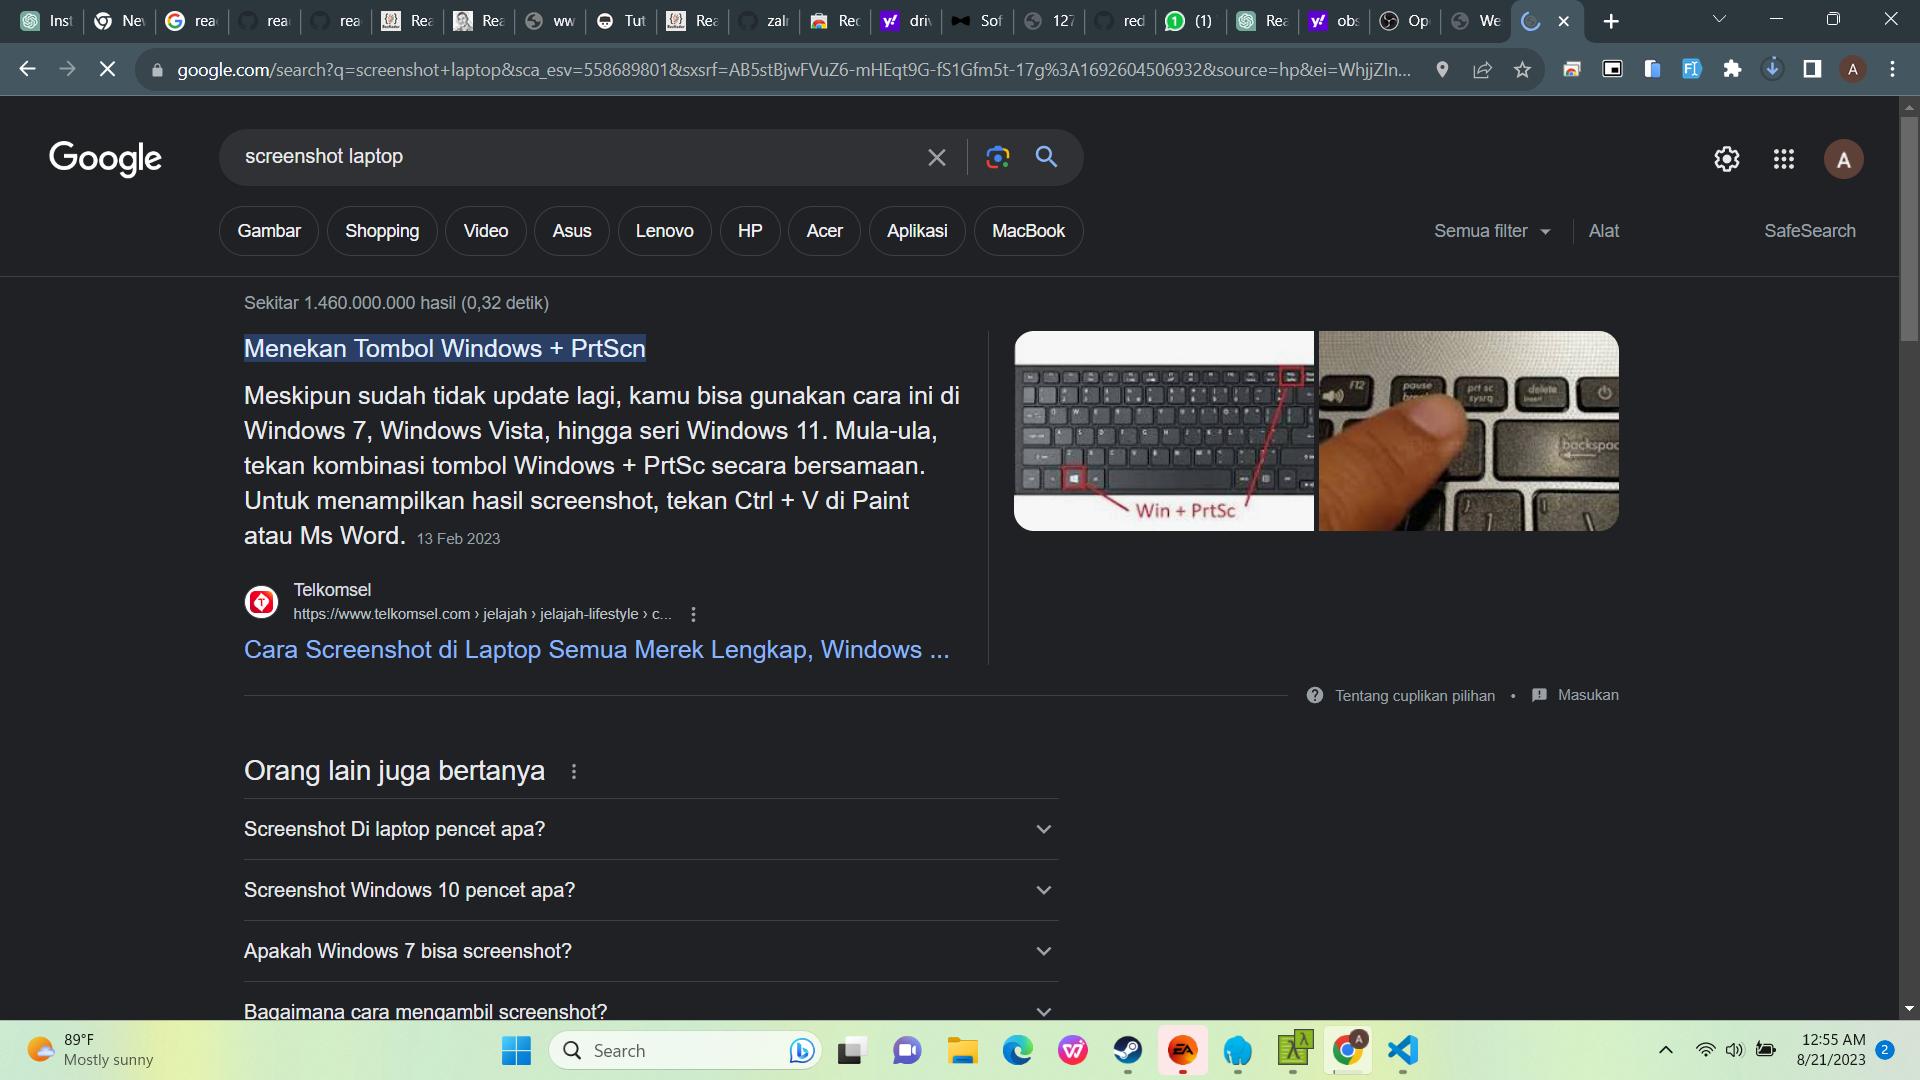 Inst
Nev
rea
rea
rea
Rea
Rea
ww
Tut
Rea
zalr
Rec
driv
Sof
127
red
(1)
Rea
obs
Op
We
google.com/search?q=screenshot+laptop&sca_esv=558689801&sxsrf=AB5stBjwFVuZ6-mHEqt9G-fS1Gfm5t-17g%3A1692604506932&source=hp&ei=WhjjZIn...
A
Google
screenshot laptop
A
Gambar
Shopping
Video
Asus
Lenovo
HP
Acer
Aplikasi
MacBook
Semua filter
Alat
SafeSearch
Sekitar 1.460.000.000 hasil (0,32 detik)
Menekan Tombol Windows + PrtScn
Meskipun sudah tidak update lagi, kamu bisa gunakan cara ini di
Windows 7, Windows Vista, hingga seri Windows 11. Mula-ula,
tekan kombinasi tombol Windows + PrtSc secara bersamaan.
Untuk menampilkan hasil screenshot, tekan Ctrl + V di Paint
atau Ms Word. 13 Feb 2023
Win + PrtSc
F12
pause
prt sc
sysrq
delete
insert
backspac
Telkomsel
https://www.telkomsel.com › jelajah › jelajah-lifestyle › c...
Cara Screenshot di Laptop Semua Merek Lengkap, Windows ...
Tentang cuplikan pilihan
•
Masukan
Orang lain juga bertanya
Screenshot Di laptop pencet apa?
Screenshot Windows 10 pencet apa?
Apakah Windows 7 bisa screenshot?
Bagaimana cara mengambil screenshot?
89°F
Mostly sunny
Search
EA
A
12:55 AM
8/21/2023
2